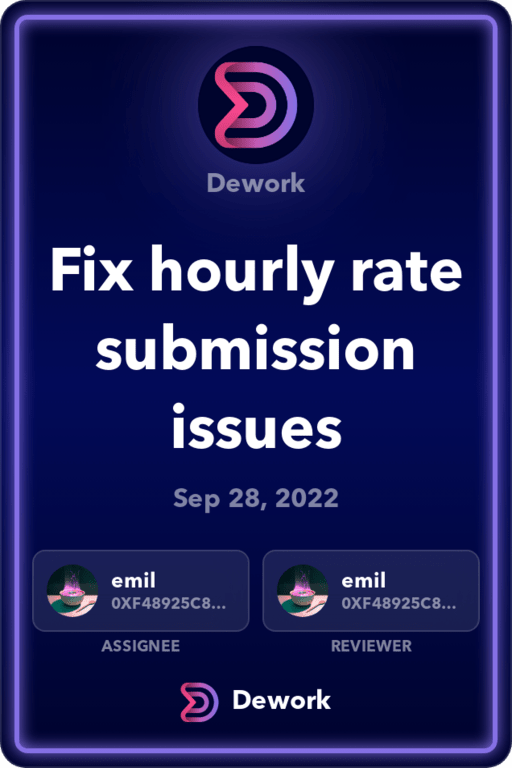 Dework
Fix hourly rate
submission
issues
Sep 28, 2022
emil
0XF48925C8...
ASSIGNEE
emil
0XF48925C8...
REVIEWER
Dework